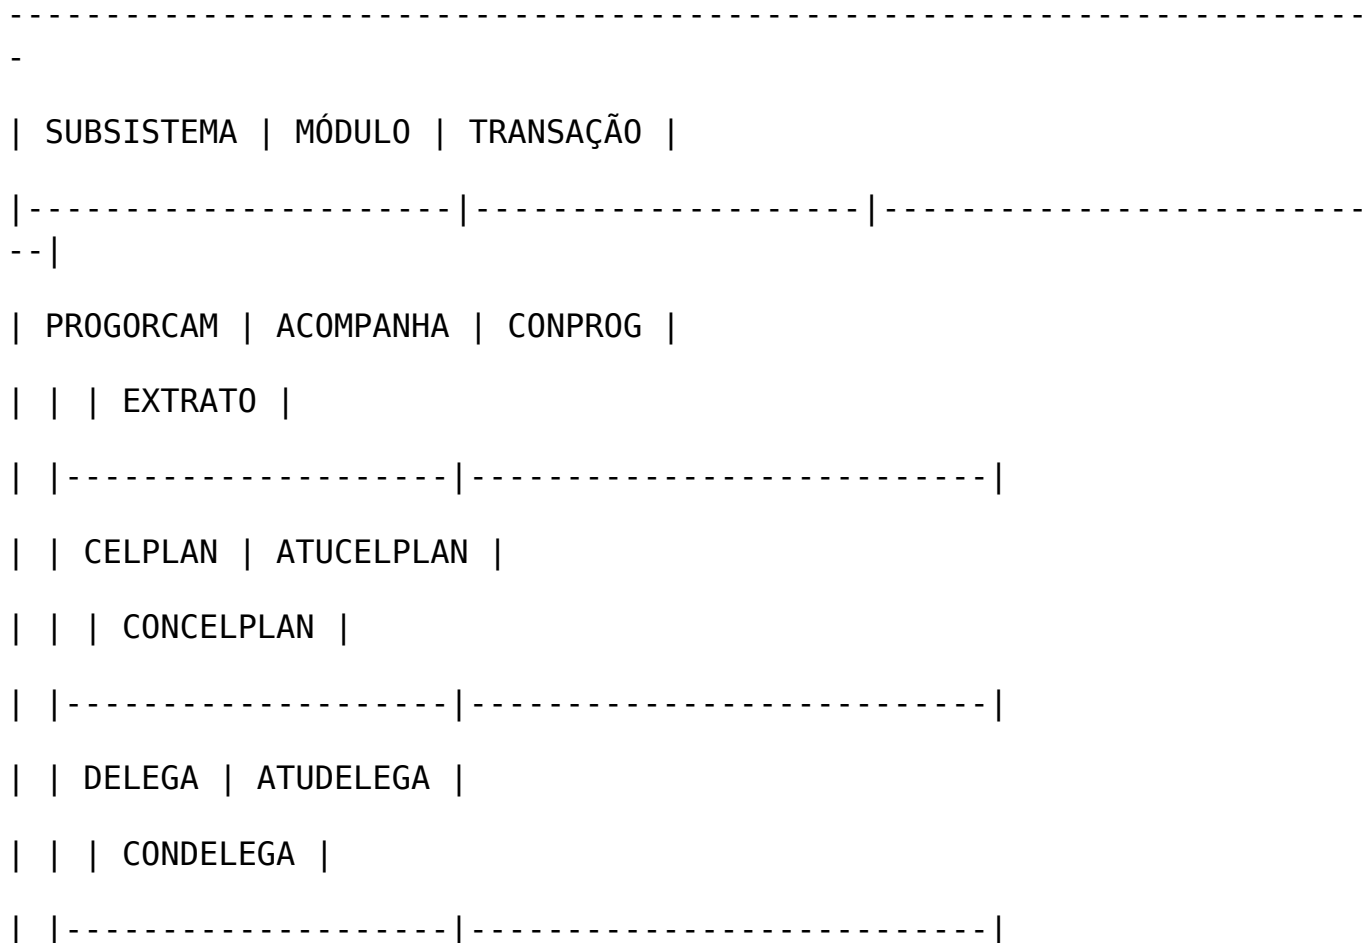 -----------------------------------------------------------------------
-
| SUBSISTEMA | MÓDULO | TRANSAÇÃO |
|----------------------|--------------------|-------------------------
--|
| PROGORCAM | ACOMPANHA | CONPROG |
| | | EXTRATO |
| |--------------------|---------------------------|
| | CELPLAN | ATUCELPLAN |
| | | CONCELPLAN |
| |--------------------|---------------------------|
| | DELEGA | ATUDELEGA |
| | | CONDELEGA |
| |--------------------|---------------------------|